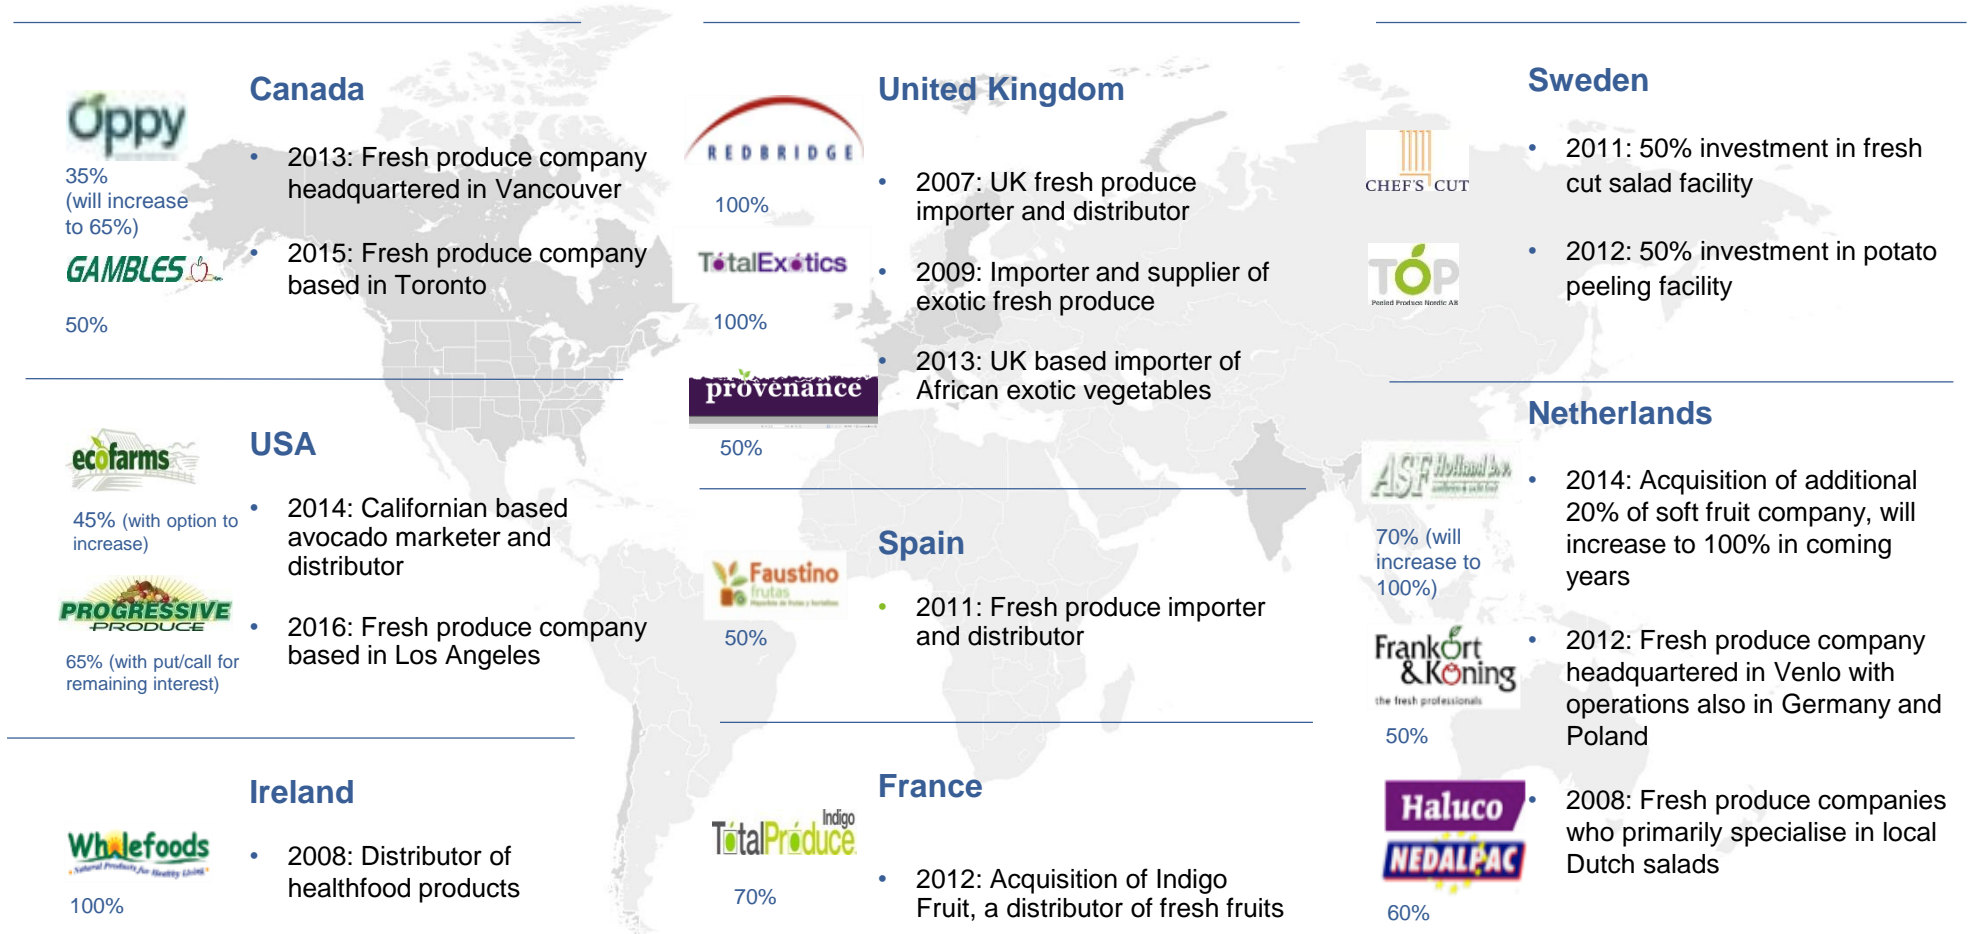 Canada
Oppy
35%
(will increase
to 65%)
• 2013: Fresh produce company
headquartered in Vancouver
GAMBLES
50%
• 2015: Fresh produce company
based in Toronto
USA
ecofarms
45% (with option to
increase)
• 2014: Californian based
avocado marketer and
distributor
PROGRESSIVE
PRODUCE
65% (with put/call for
remaining interest)
• 2016: Fresh produce company
based in Los Angeles
Ireland
Wholefoods
Natural Products for Healthy Living
100%
• 2008: Distributor of
healthfood products
United Kingdom
REDBRIDGE
100%
• 2007: UK fresh produce
importer and distributor
TotalExotics
100%
• 2009: Importer and supplier of
exotic fresh produce
provenance
50%
• 2013: UK based importer of
African exotic vegetables
Spain
Faustino
frutas
50%
• 2011: Fresh produce importer
and distributor
France
Indigo
TotalProduce
70%
• 2012: Acquisition of Indigo
Fruit, a distributor of fresh fruits
Sweden
CHEF'S CUT
• 2011: 50% investment in fresh
cut salad facility
TOP
Peeled Produce Nordic AB
• 2012: 50% investment in potato
peeling facility
Netherlands
ASF Holland b.v.
70% (will
increase to
100%)
• 2014: Acquisition of additional
20% of soft fruit company, will
increase to 100% in coming
years
Frankort
&Koning
the fresh professionals
50%
• 2012: Fresh produce company
headquartered in Venlo with
operations also in Germany and
Poland
Haluco
NEDALPAC
60%
• 2008: Fresh produce companies
who primarily specialise in local
Dutch salads